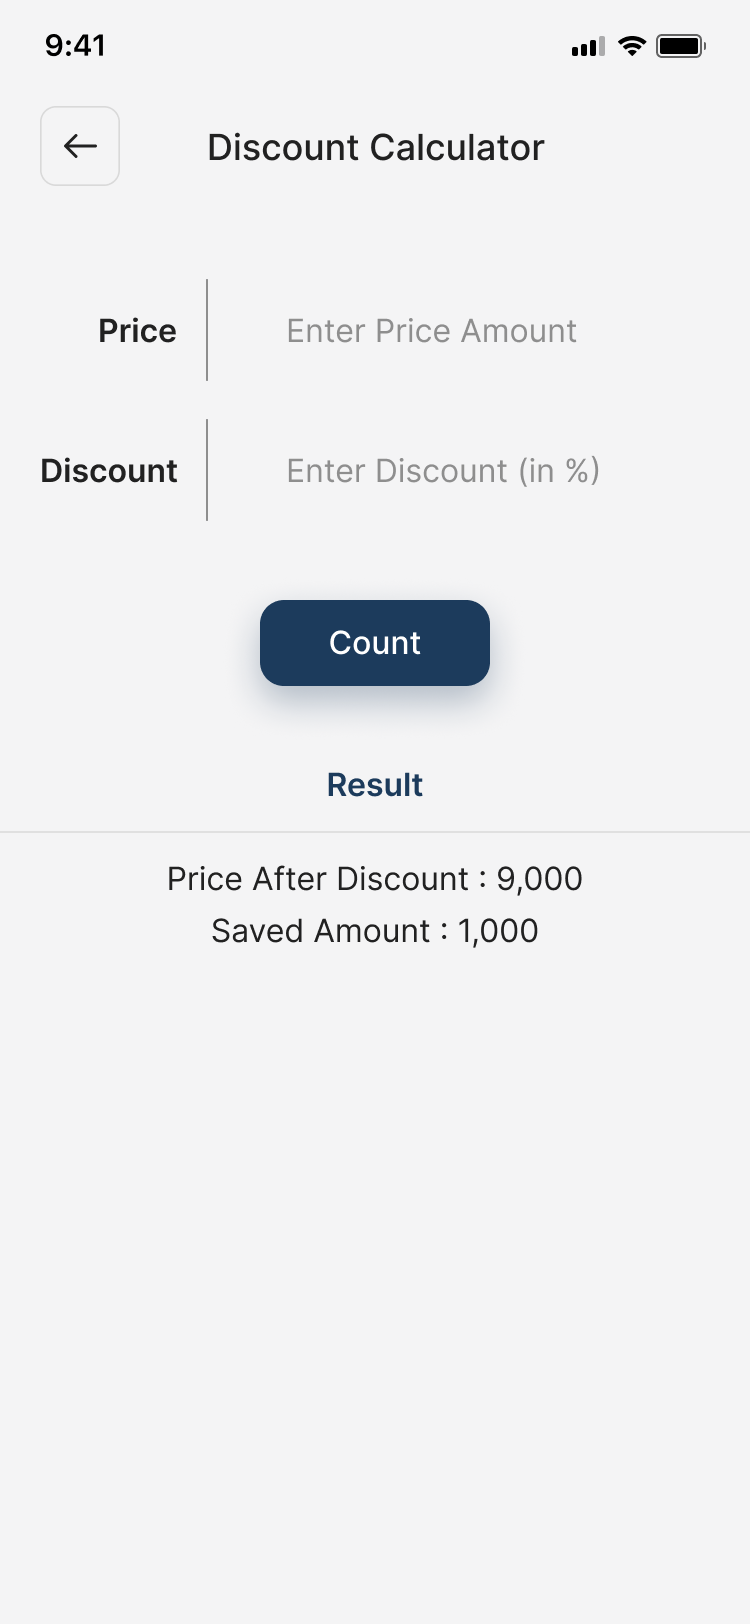 9:41
Discount Calculator
Price Enter Price Amount
Discount Enter Discount (in %)
Count
Result
Price After Discount : 9,000
Saved Amount : 1,000